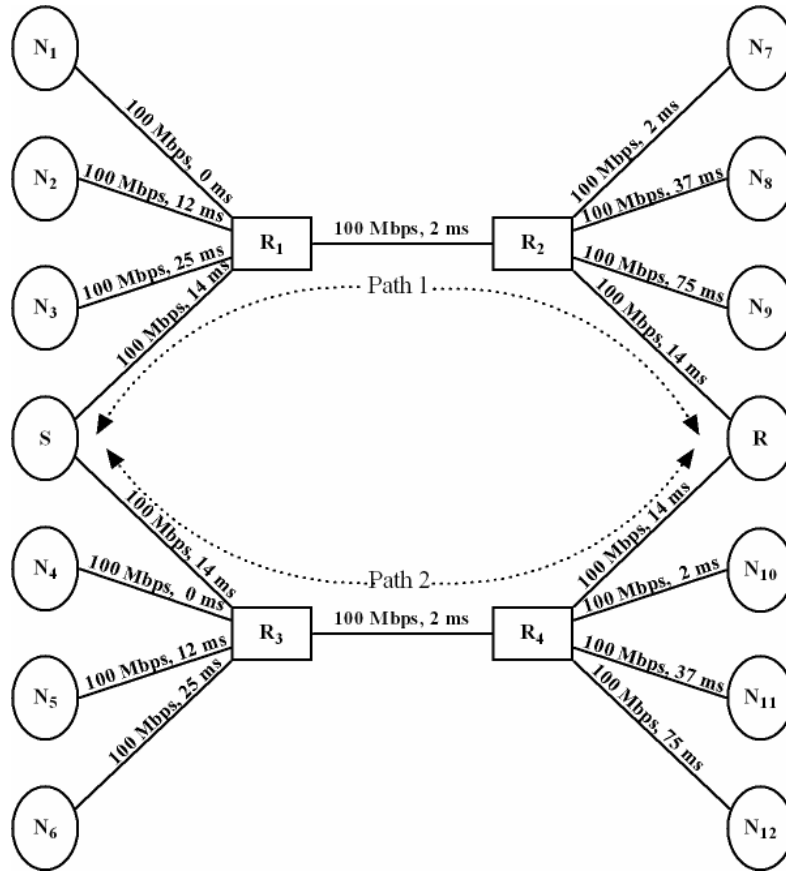 N1
N7
100 Mbps, 0 ms
100 Mbps, 2 ms
N2
N8
100 Mbps, 12 ms
100 Mbps, 37 ms
R1
100 Mbps, 2 ms
R2
N3
100 Mbps, 25 ms
100 Mbps, 75 ms
N9
100 Mbps, 14 ms
Path 1
100 Mbps, 14 ms
S
R
100 Mbps, 14 ms
100 Mbps, 14 ms
N4
100 Mbps, 0 ms
Path 2
100 Mbps, 2 ms
N10
R3
100 Mbps, 2 ms
R4
N5
100 Mbps, 12 ms
100 Mbps, 37 ms
N11
100 Mbps, 25 ms
100 Mbps, 75 ms
N6
N12